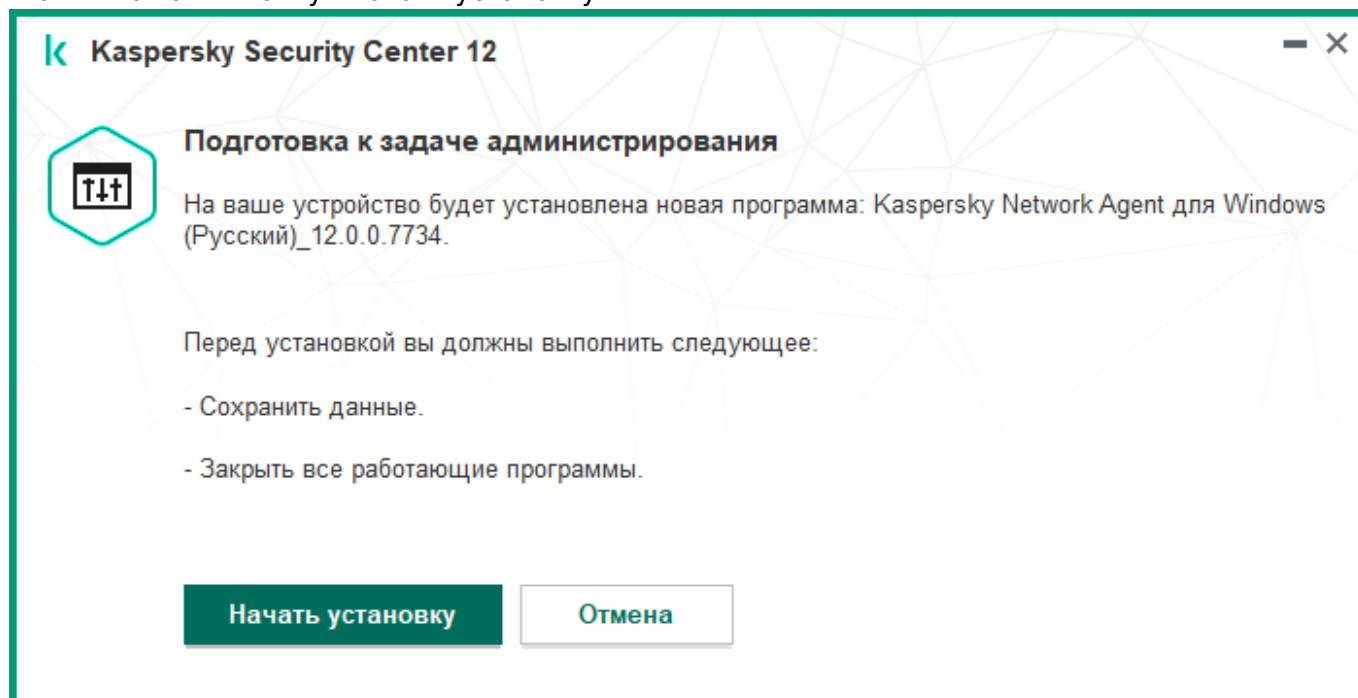 Kaspersky Security Center 12
Подготовка к задаче администрирования
На ваше устройство будет установлена новая программа: Kaspersky Network Agent для Windows
(Русский)_12.0.0.7734.
Перед установкой вы должны выполнить следующее:
- Сохранить данные.
- Закрыть все работающие программы.
Начать установку
Отмена